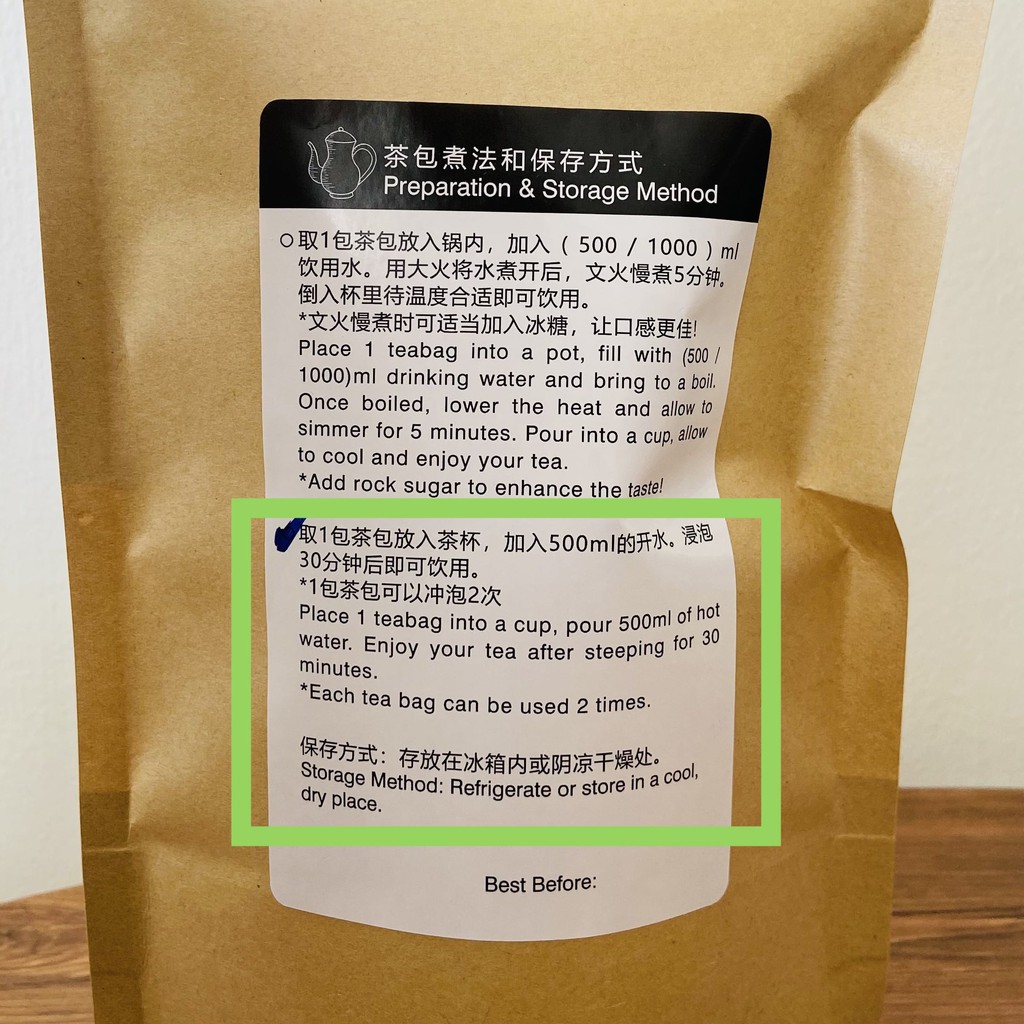 茶包煮法和保存方式
Preparation & Storage Method
取1包茶包放入锅内，加入 ( 500 / 1000 ) ml
饮用水。用大火将水煮开后，文火慢煮5分钟。
倒入杯里待温度合适即可饮用。
*文火慢煮时可适当加入冰糖，让口感更佳!
Place 1 teabag into a pot, fill with (500 /
1000)ml drinking water and bring to a boil.
Once boiled, lower the heat and allow to
simmer for 5 minutes. Pour into a cup, allow
to cool and enjoy your tea.
*Add rock sugar to enhance the taste!
取1包茶包放入茶杯，加入500ml的开水。浸泡
30分钟后即可饮用。
*1包茶包可以冲泡2次
Place 1 teabag into a cup, pour 500ml of hot
water. Enjoy your tea after steeping for 30
minutes.
*Each tea bag can be used 2 times.
保存方式：存放在冰箱内或阴凉干燥处。
Storage Method: Refrigerate or store in a cool,
dry place.
Best Before: